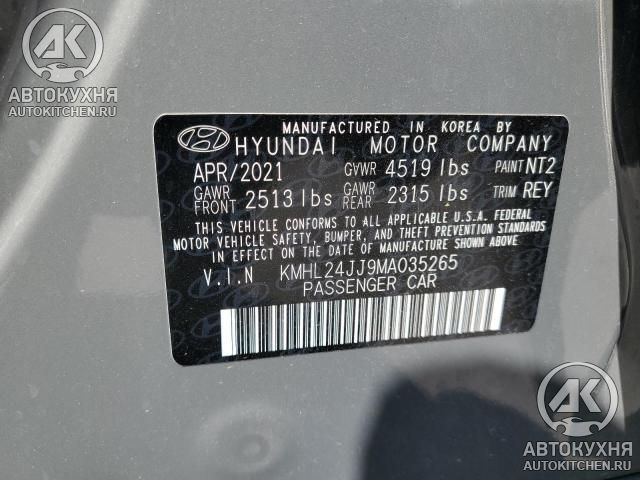 АВТОКУХНЯ
AUTOKITCHEN.RU
MANUFACTURED IN KOREA BY
HYUNDAI MOTOR COMPANY
APR/2021 GVWR 4519 lbs PAINT NT2
GAWR FRONT 2513 lbs GAWR REAR 2315 lbs TRIM REY
THIS VEHICLE CONFORMS TO ALL APPLICABLE U.S.A. FEDERAL
MOTOR VEHICLE SAFETY, BUMPER, AND THEFT PREVENTION STANDARDS
IN EFFECT ON THE DATE OF MANUFACTURE SHOWN ABOVE.
V.I.N KMHL24JJ9MA035265
PASSENGER CAR
АК
АВТОКУХНЯ
AUTOKITCHEN.RU